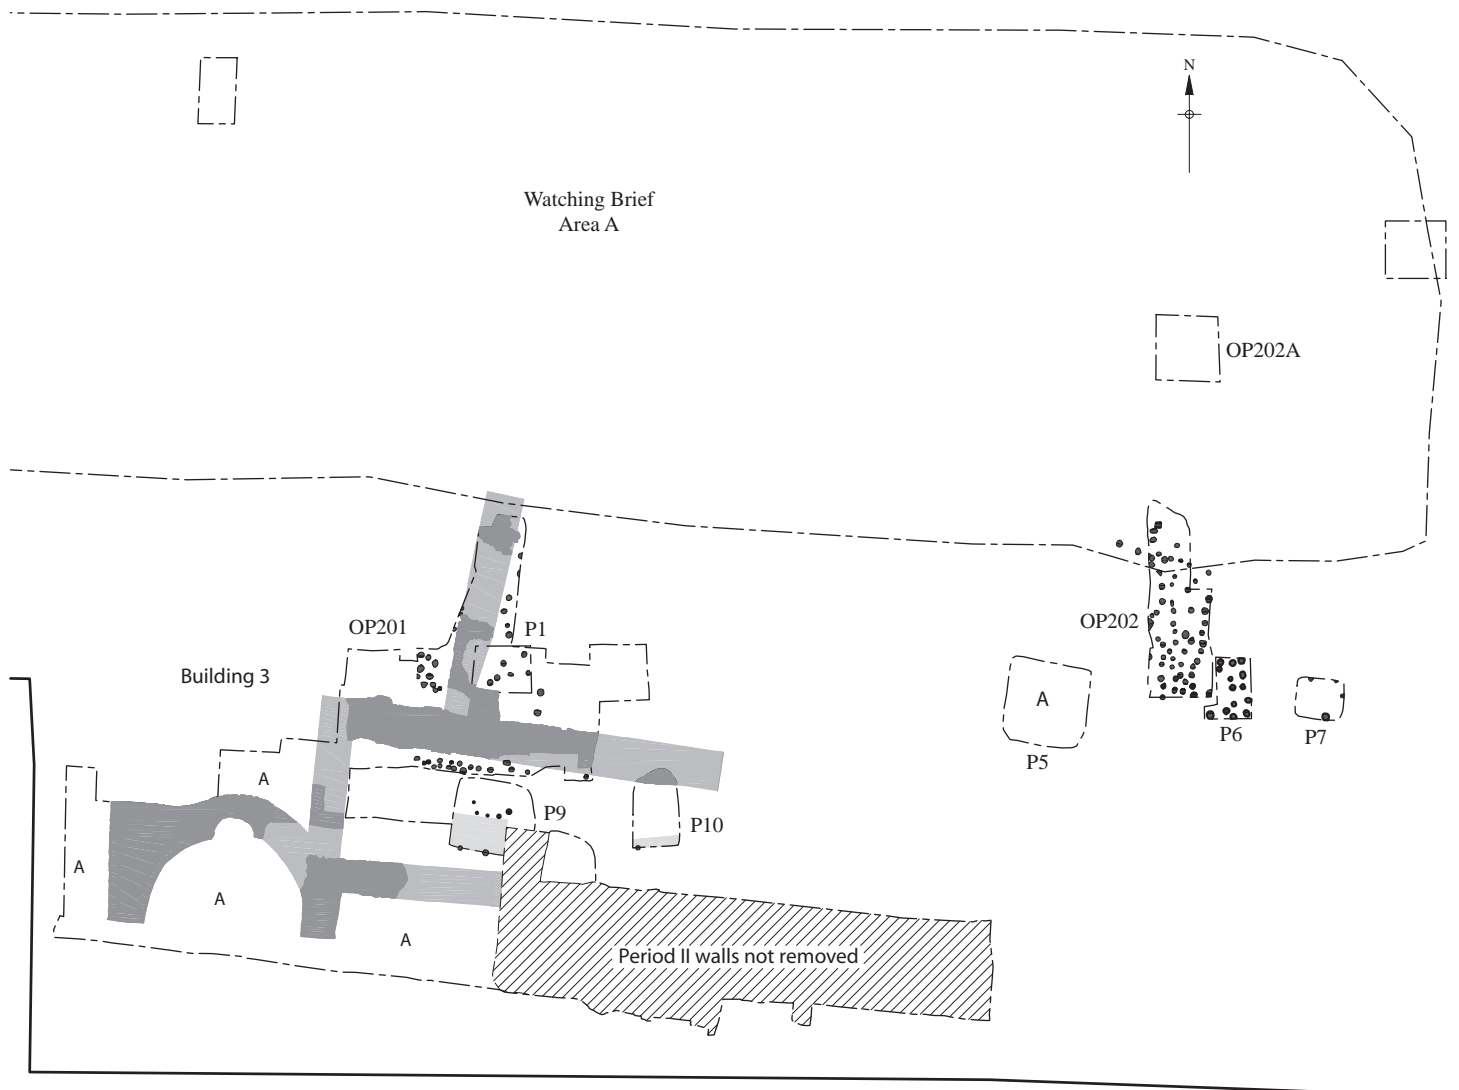 N
Watching Brief
Area A
OP202A
OP201
P1
OP202
Building 3
A
P5
P6
P7
A
P9
P10
A
A
A
Period II walls not removed